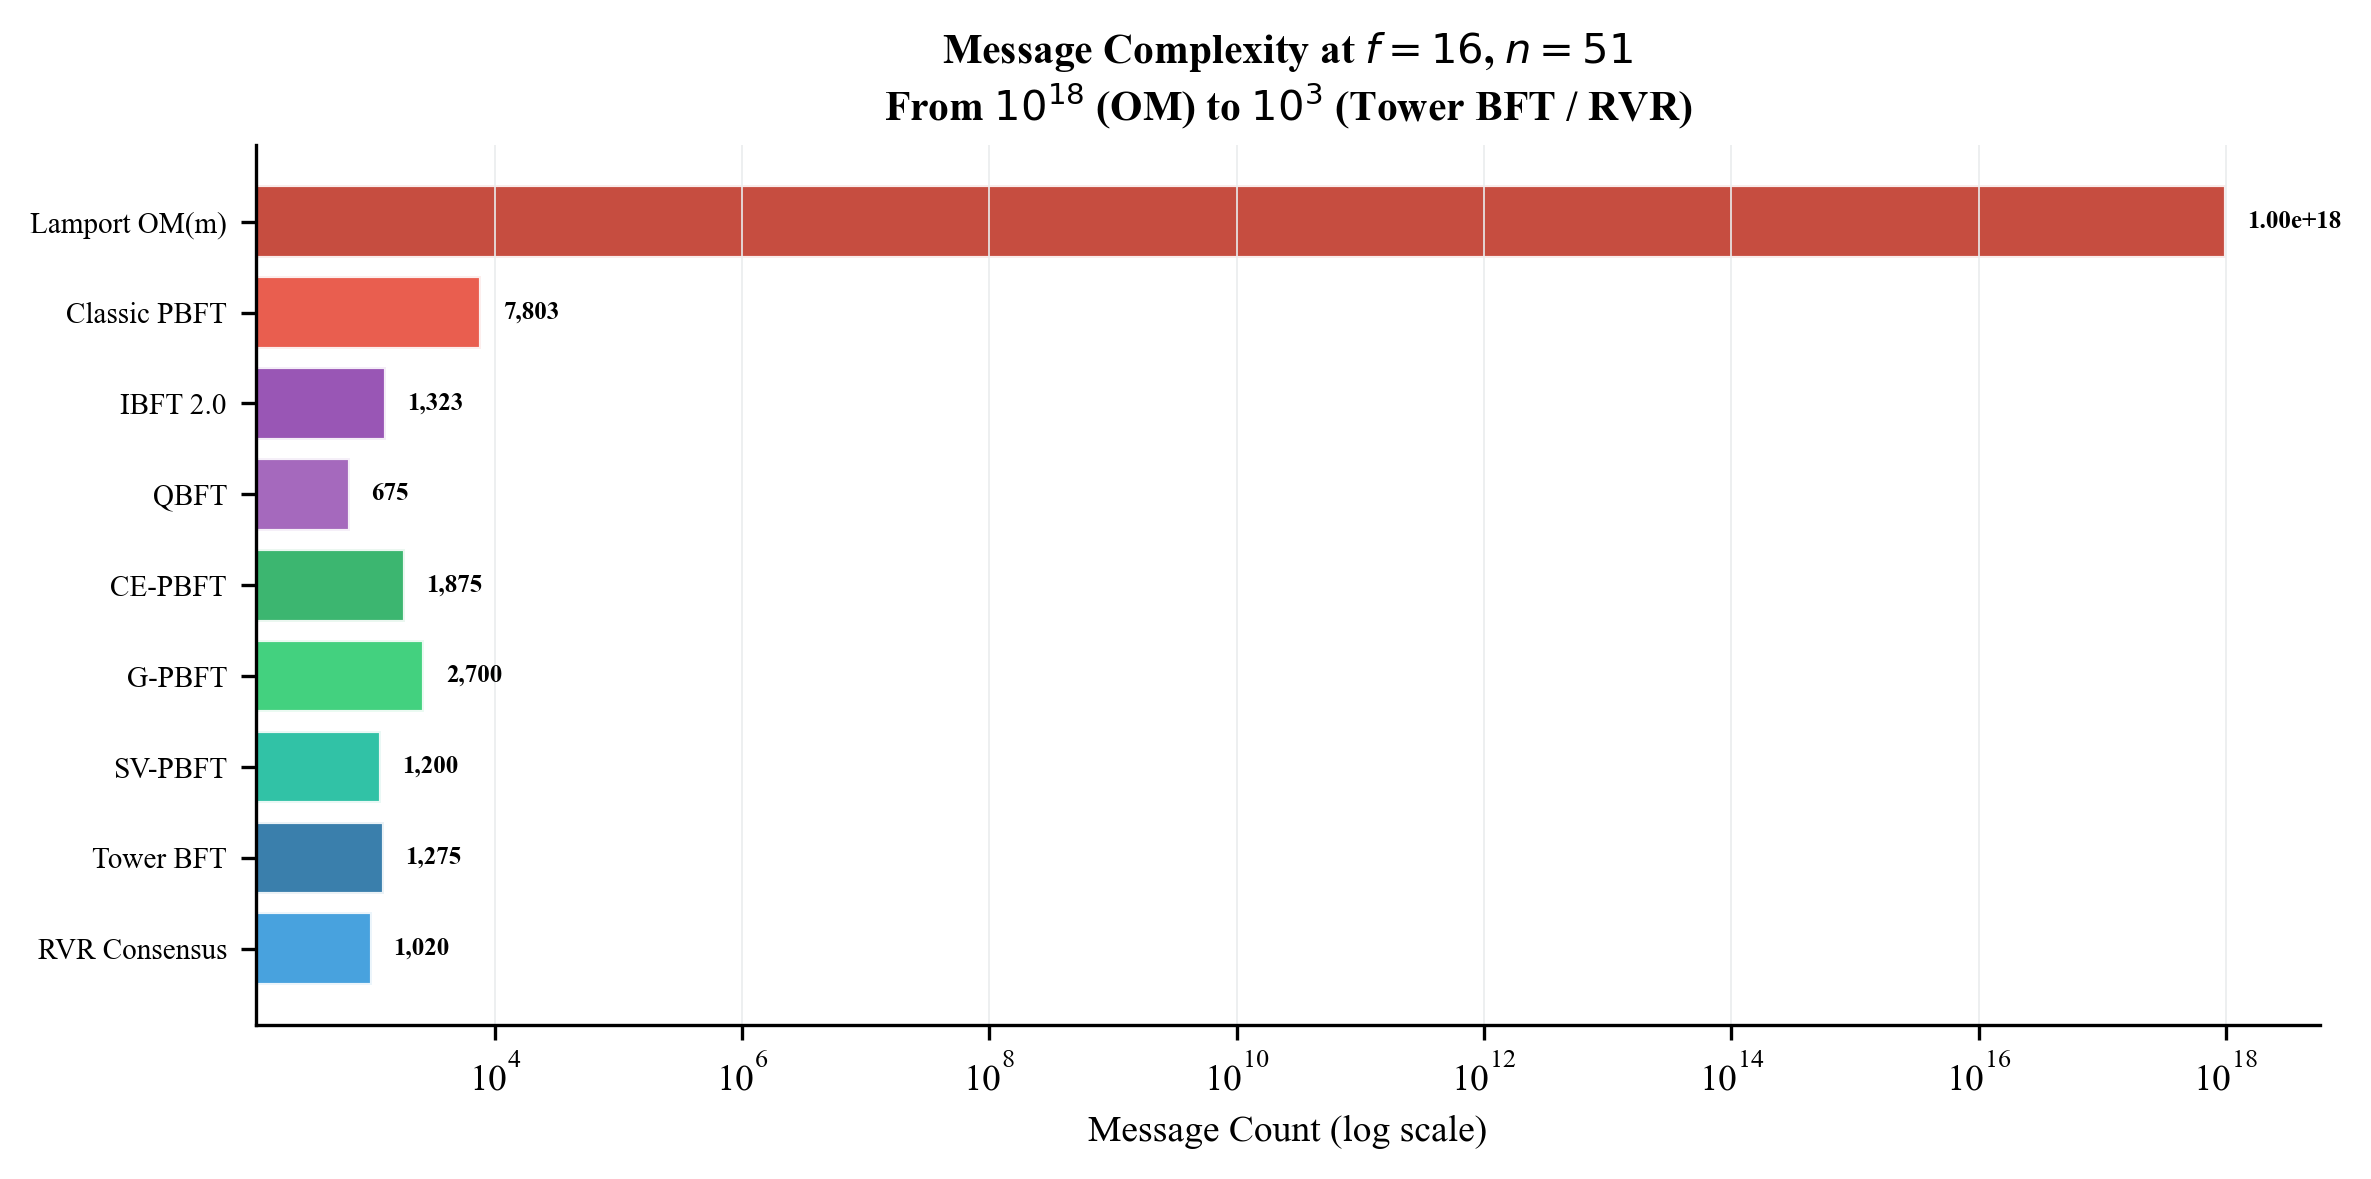 Message Complexity at f = 16, n = 51
From 10^18 (OM) to 10^3 (Tower BFT / RVR)
Lamport OM(m) 1.00e+18
Classic PBFT 7,803
IBFT 2.0 1,323
QBFT 675
CE-PBFT 1,875
G-PBFT 2,700
SV-PBFT 1,200
Tower BFT 1,275
RVR Consensus 1,020
10^4 10^6 10^8 10^10 10^12 10^14 10^16 10^18
Message Count (log scale)